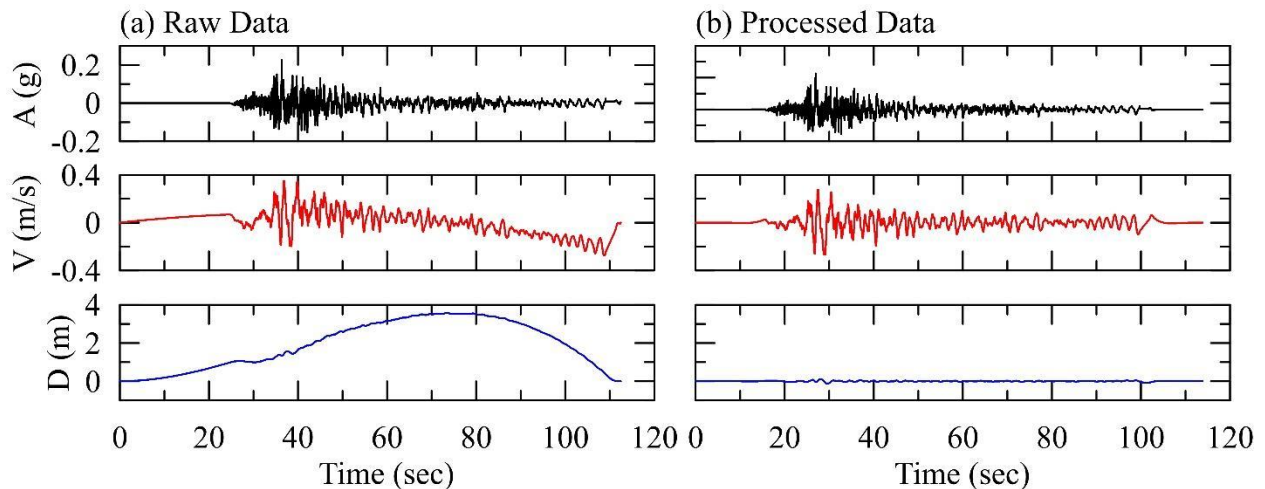 (a) Raw Data
(b) Processed Data
A (g)
0.2
0
-0.2
V (m/s)
0.4
0
-0.4
D (m)
4
2
0
0 20 40 60 80 100 120
0 20 40 60 80 100 120
Time (sec)
Time (sec)